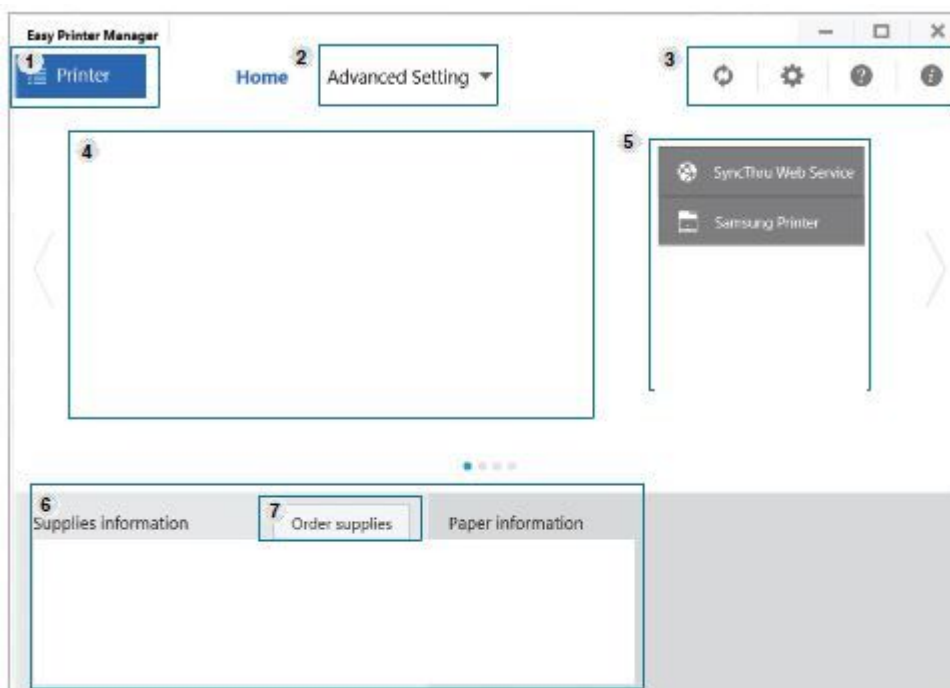 Easy Printer Manager
1 Printer
Home
2 Advanced Setting
3
4
5
SyncThru Web Service
Samsung Printer
6 Supplies information
7 Order supplies
Paper information